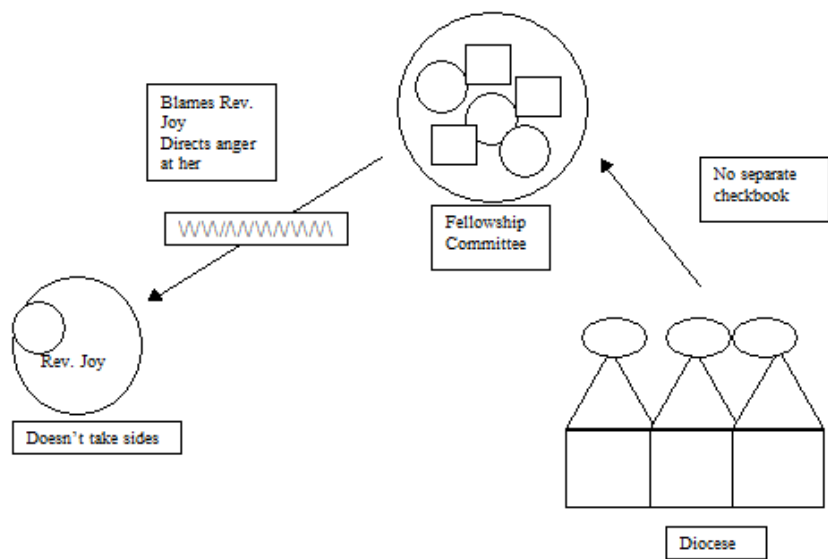 Blames Rev.
Joy
Directs anger
at her
No separate
checkbook
Fellowship
Committee
Rev. Joy
Doesn't take sides
Diocese